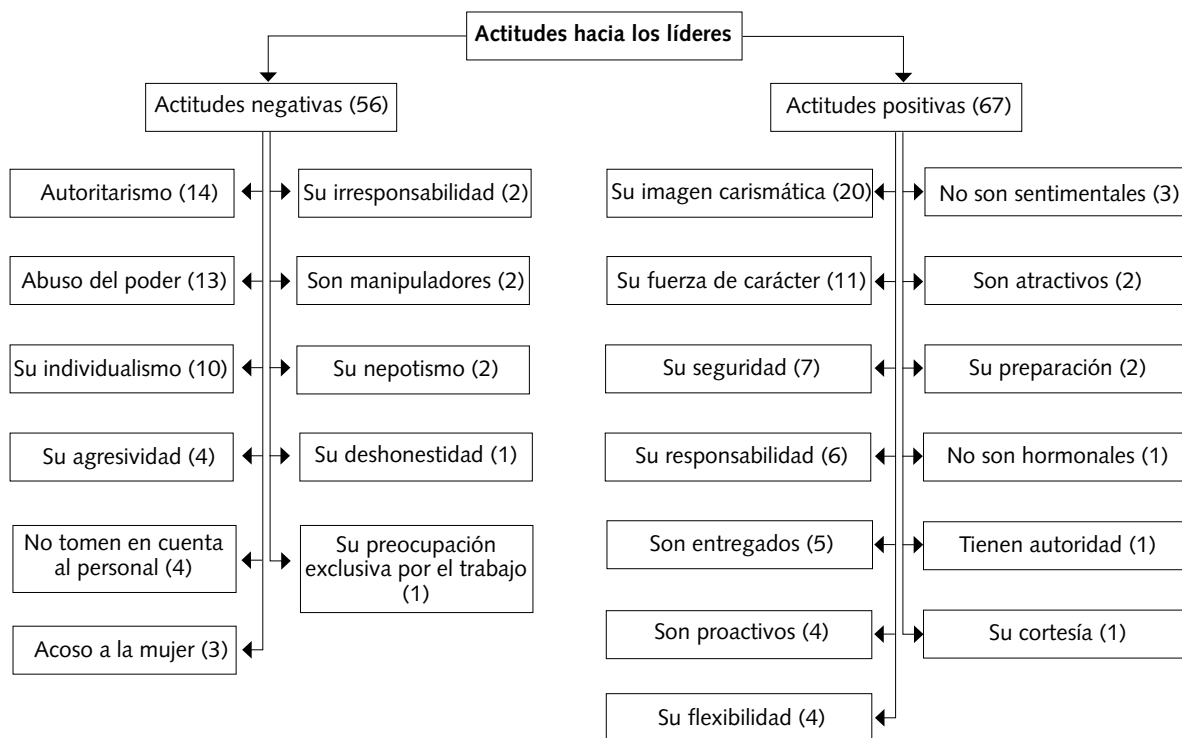 Actitudes hacia los líderes
Actitudes negativas (56)
Autoritarismo (14)
Su irresponsabilidad (2)
Abuso del poder (13)
Son manipuladores (2)
Su individualismo (10)
Su nepotismo (2)
Su agresividad (4)
Su deshonestidad (1)
No tomen en cuenta
al personal (4)
Su preocupación
exclusiva por el trabajo
(1)
Acoso a la mujer (3)
Actitudes positivas (67)
Su imagen carismática (20)
No son sentimentales (3)
Su fuerza de carácter (11)
Son atractivos (2)
Su seguridad (7)
Su preparación (2)
Su responsabilidad (6)
No son hormonales (1)
Son entregados (5)
Tienen autoridad (1)
Son proactivos (4)
Su cortesía (1)
Su flexibilidad (4)